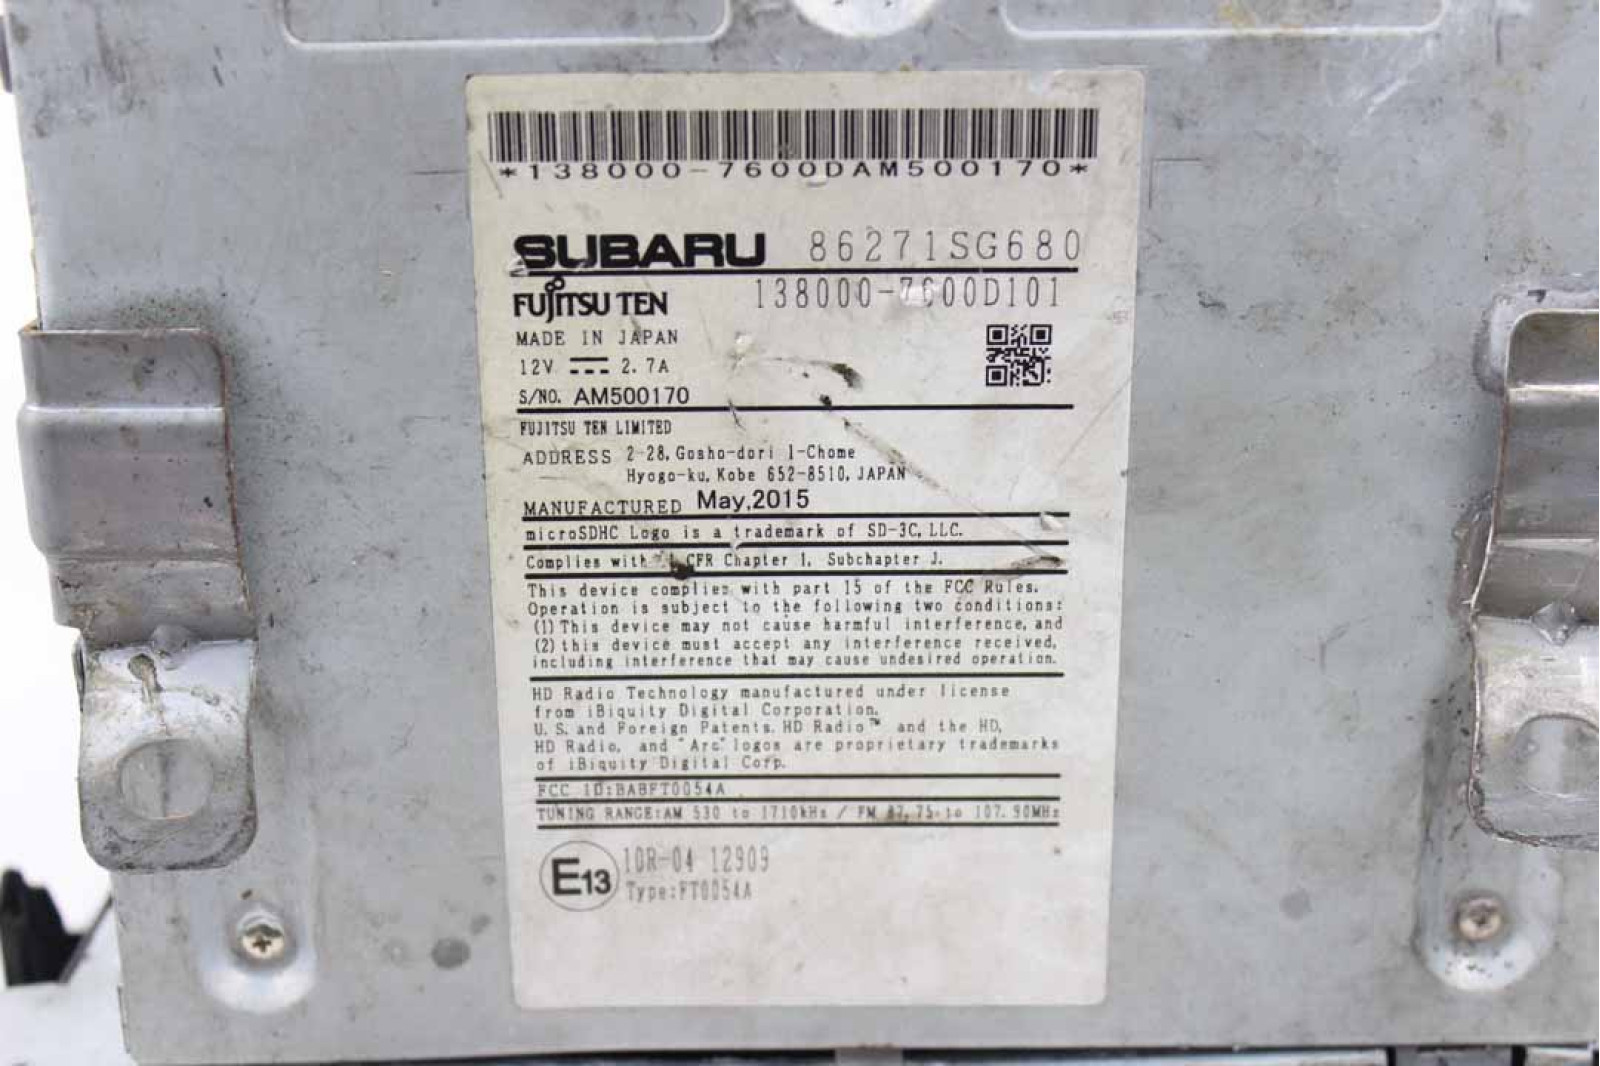 *138000-7600DAM500170*
SUBARU 86271SG680
FUJITSU TEN 138000-7600D101
MADE IN JAPAN
12V 2.7A
S/NO. AM500170
FUJITSU TEN LIMITED
ADDRESS 2-28, Gosho-dori 1-Chome
Hyogo-ku, Kobe 652-8510, JAPAN
MANUFACTURED May,2015
microSDHC Logo is a trademark of SD-3C, LLC.
Complies with CFR Chapter 1, Subchapter J.
This device complies with part 15 of the FCC Rules.
Operation is subject to the following two conditions:
(1) This device may not cause harmful interference, and
(2) this device must accept any interference received,
including interference that may cause undesired operation.
HD Radio Technology manufactured under license
from iBiquity Digital Corporation.
U.S. and Foreign Patents. HD Radio™ and the HD,
HD Radio, and "Arc" logos are proprietary trademarks
of iBiquity Digital Corp.
FCC ID:BABFT0054A
TUNING RANGE:AM 530 to 1710kHz / FM 87.75 to 107.90MHz
E13 10R-04 12909
Type:FT0054A